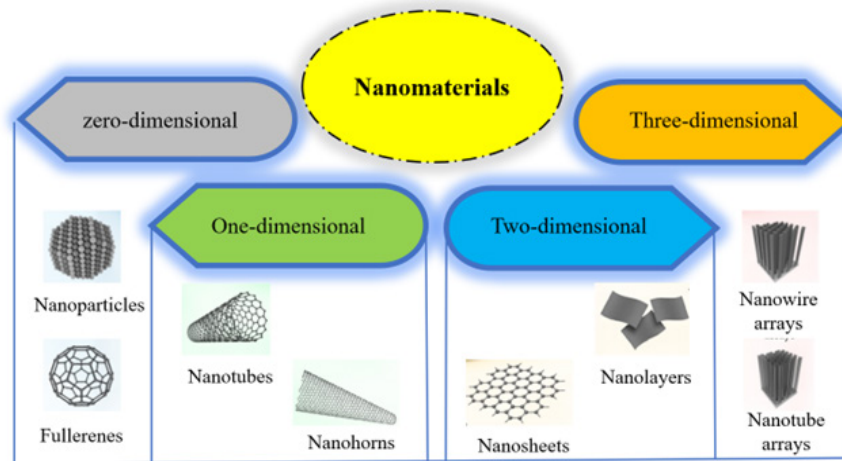 Nanomaterials
zero-dimensional
Three-dimensional
One-dimensional
Two-dimensional
Nanoparticles
Fullerenes
Nanotubes
Nanohorns
Nanosheets
Nanolayers
Nanowire
arrays
Nanotube
arrays